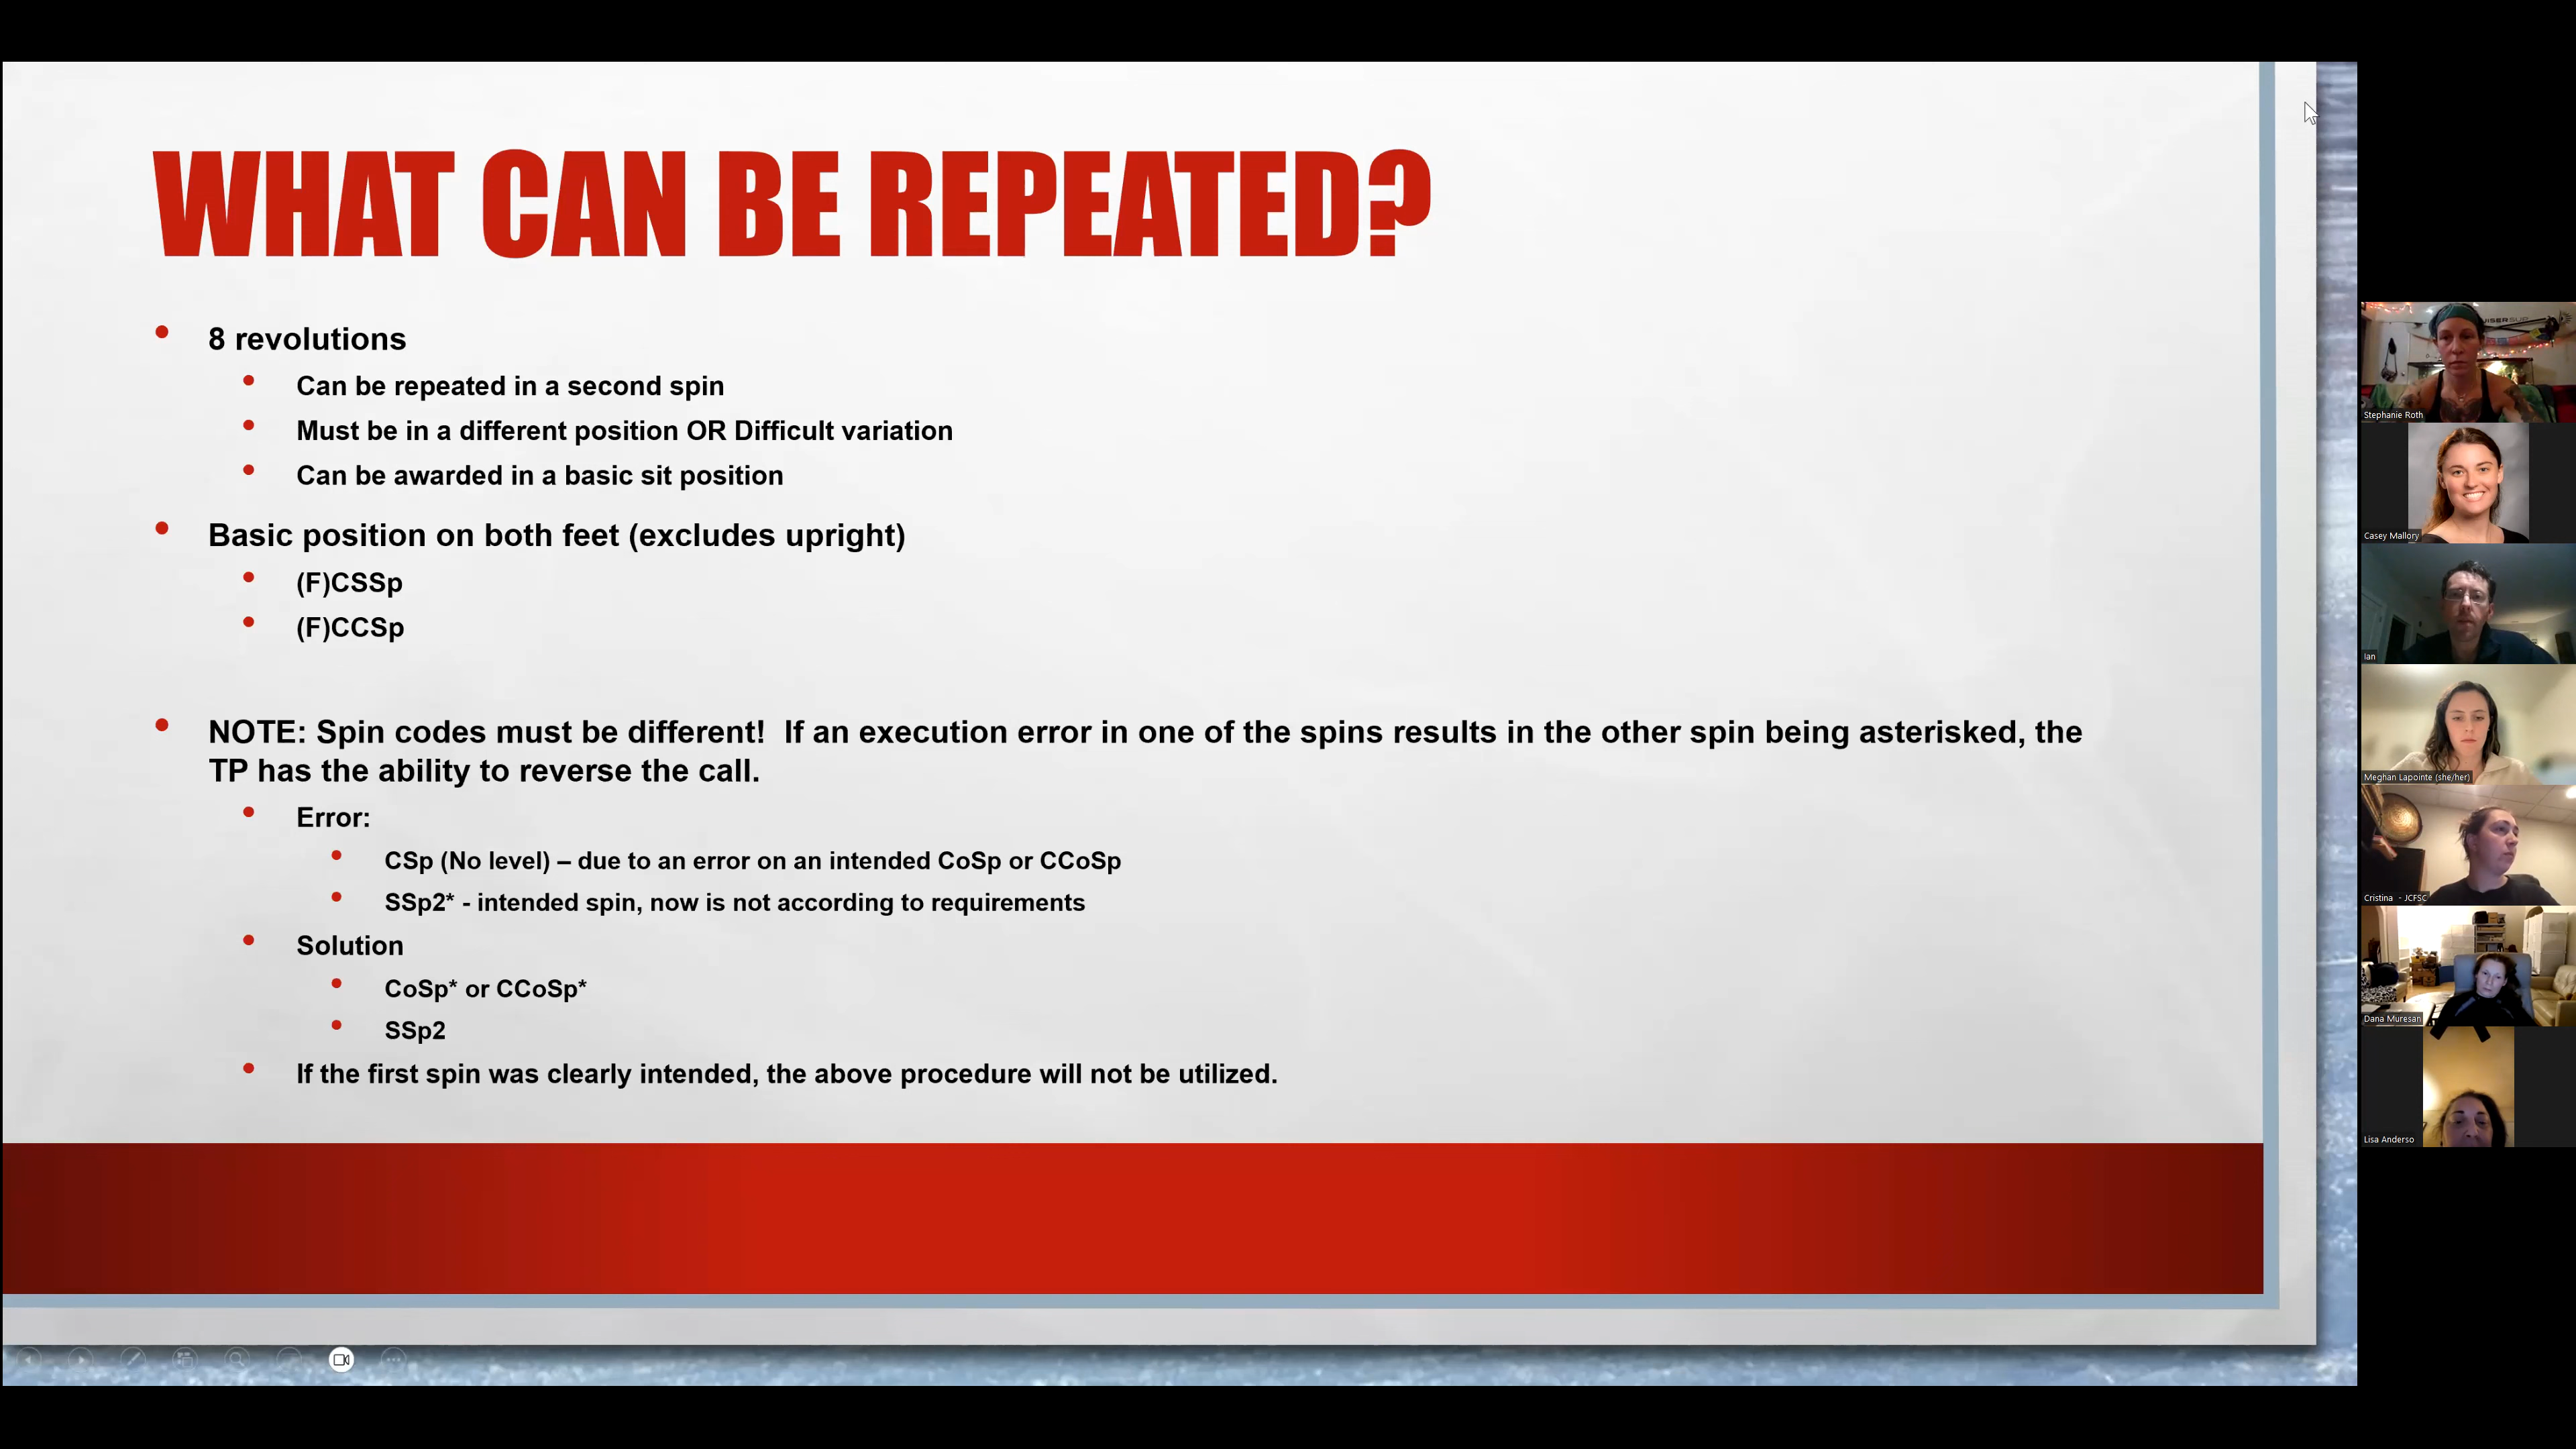 WHAT CAN BE REPEATED?
• 8 revolutions
• Can be repeated in a second spin
• Must be in a different position OR Difficult variation
• Can be awarded in a basic sit position
• Basic position on both feet (excludes upright)
• (F)CSSp
• (F)CCSp
• NOTE: Spin codes must be different!  If an execution error in one of the spins results in the other spin being asterisked, the
TP has the ability to reverse the call.
• Error:
• CSp (No level) – due to an error on an intended CoSp or CCoSp
• SSp2* - intended spin, now is not according to requirements
• Solution
• CoSp* or CCoSp*
• SSp2
• If the first spin was clearly intended, the above procedure will not be utilized.
Stephanie Roth
Casey Mallory
Ian
Meghan Lapointe (she/her)
Cristina - JCFSC
Dana Muresan
Lisa Anderso